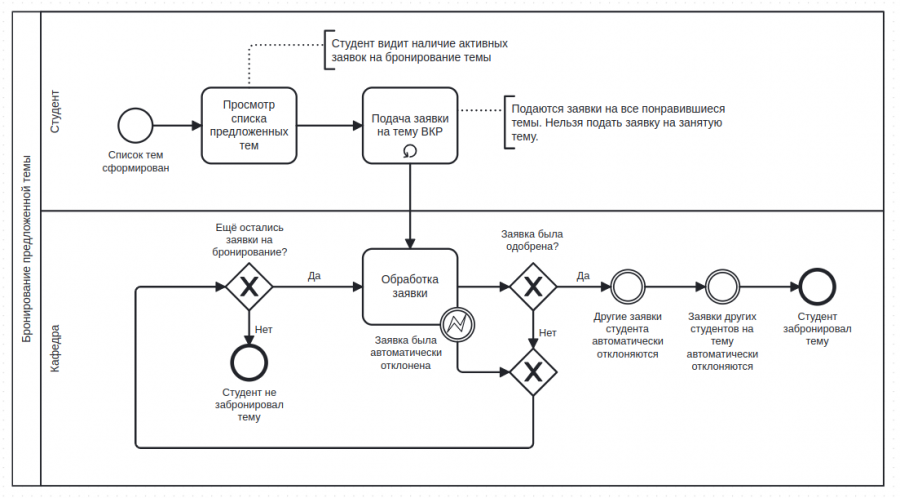 Бронирование предложенной темы
Студент
Список тем
сформирован
Просмотр
списка
предложенных
тем
Студент видит наличие активных
заявок на бронирование темы
Подача заявки
на тему ВКР
Подаются заявки на все понравившиеся
темы. Нельзя подать заявку на занятую
тему.
Кафедра
Ещё остались
заявки на
бронирование?
Да
Нет
Студент не
забронировал
тему
Обработка
заявки
Заявка была
автоматически
отклонена
Заявка была
одобрена?
Да
Нет
Другие заявки
студента
автоматически
отклоняются
Заявки других
студентов на
тему
автоматически
отклоняются
Студент
забронировал
тему